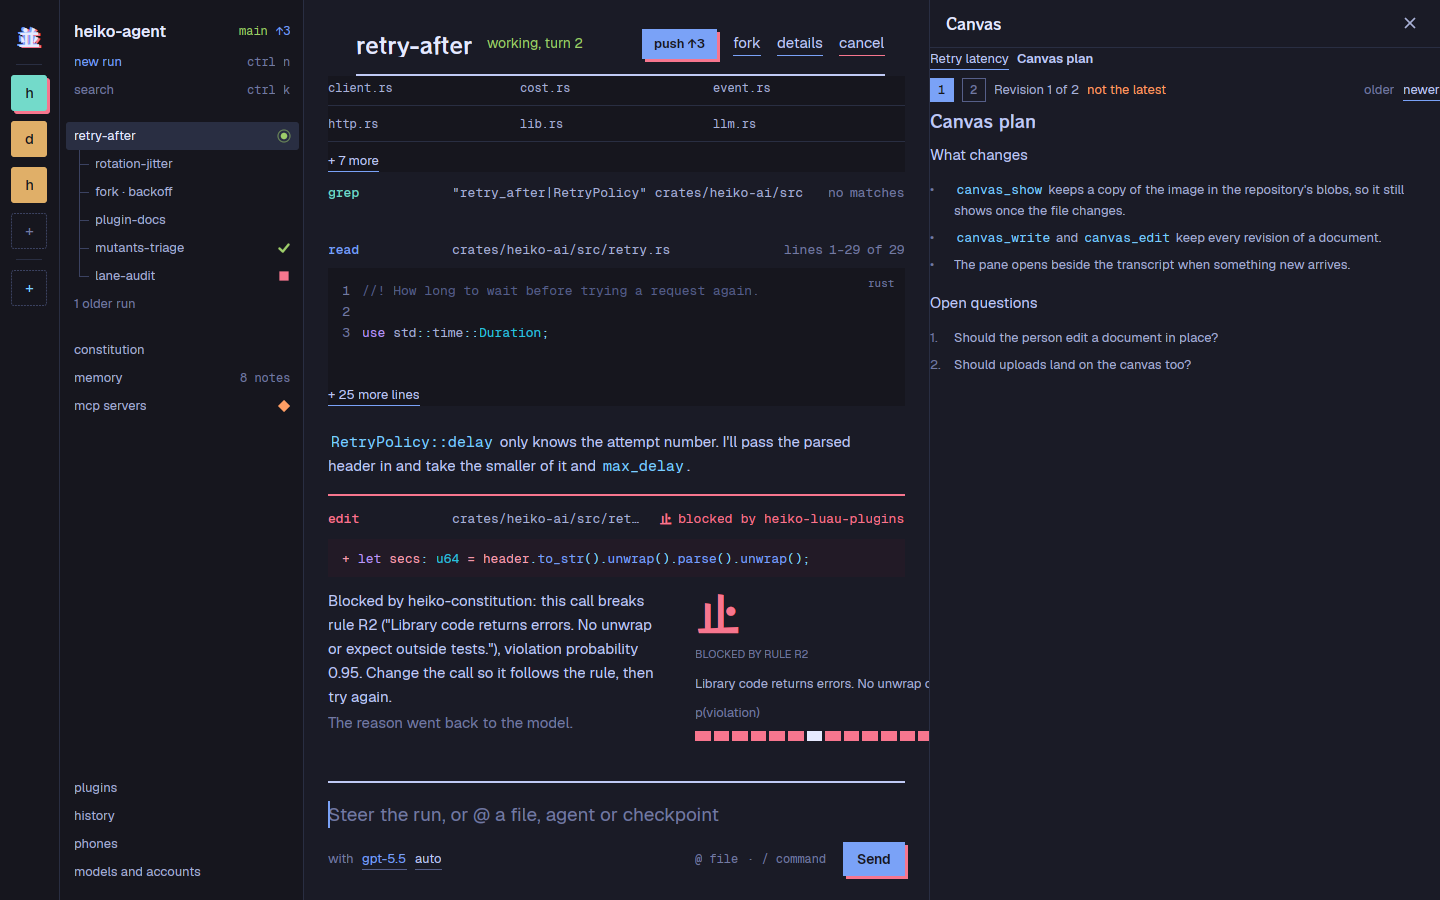 heiko-agent
main ↑3
new run
ctrl n
search
ctrl k
h
d
h
+
+
retry-after
rotation-jitter
fork · backoff
plugin-docs
mutants-triage
lane-audit
1 older run
constitution
memory
8 notes
mcp servers
plugins
history
phones
models and accounts
retry-after
working, turn 2
push ↑3
fork
details
cancel
client.rs
cost.rs
event.rs
http.rs
lib.rs
llm.rs
+ 7 more
grep
"retry_after|RetryPolicy" crates/heiko-ai/src
no matches
read
crates/heiko-ai/src/retry.rs
lines 1–29 of 29
rust
1 //! How long to wait before trying a request again.
2
3 use std::time::Duration;
+ 25 more lines
RetryPolicy::delay only knows the attempt number. I'll pass the parsed
header in and take the smaller of it and max_delay.
edit
crates/heiko-ai/src/ret…
止 blocked by heiko-luau-plugins
+ let secs: u64 = header.to_str().unwrap().parse().unwrap();
Blocked by heiko-constitution: this call breaks
rule R2 ("Library code returns errors. No unwrap
or expect outside tests."), violation probability
0.95. Change the call so it follows the rule, then
try again.
The reason went back to the model.
止
BLOCKED BY RULE R2
Library code returns errors. No unwrap
p(violation)
Steer the run, or @ a file, agent or checkpoint
with gpt-5.5 auto
@ file · / command
Send
Canvas
Retry latency
Canvas plan
1
2
Revision 1 of 2
not the latest
older
newer
Canvas plan
What changes
• canvas_show keeps a copy of the image in the repository's blobs, so it still
shows once the file changes.
• canvas_write and canvas_edit keep every revision of a document.
• The pane opens beside the transcript when something new arrives.
Open questions
1. Should the person edit a document in place?
2. Should uploads land on the canvas too?